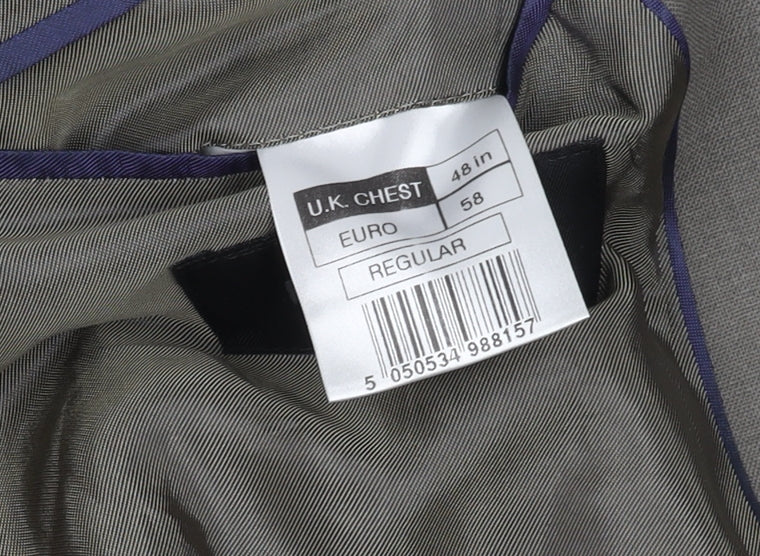 U.K. CHEST 48 in
EURO 58
REGULAR
5 050534 988157